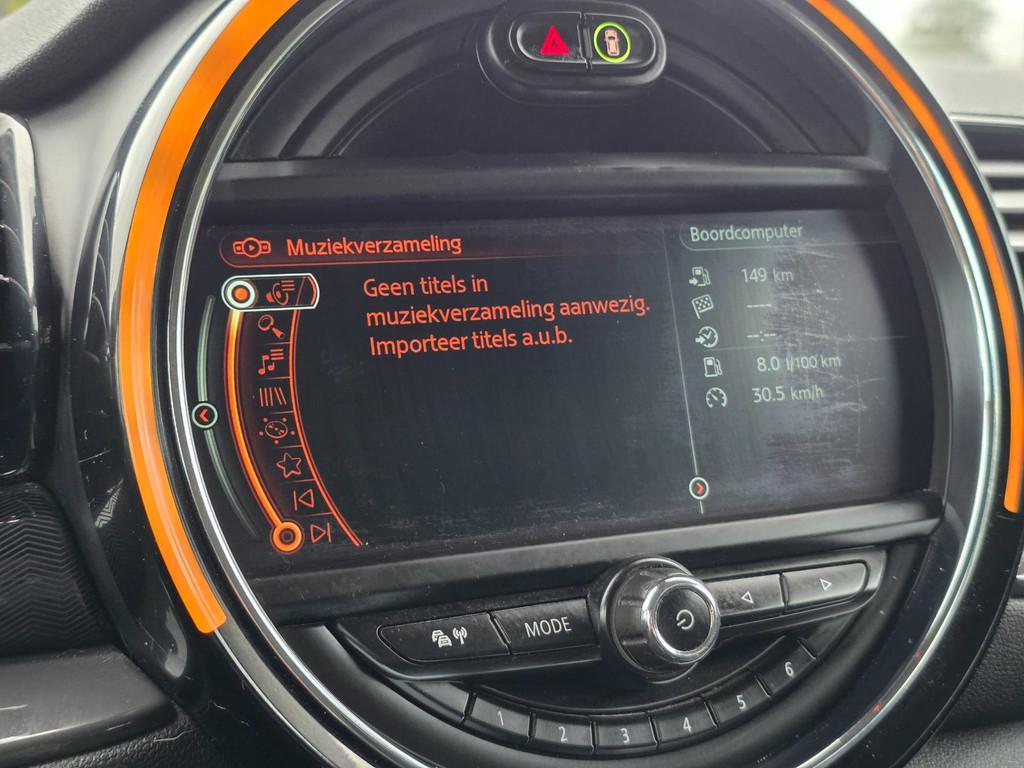 Muziekverzameling
Geen titels in
muziekverzameling aanwezig.
Importeer titels a.u.b.
Boordcomputer
149 km
----
--:--
8.0 l/100 km
30.5 km/h
MODE
1
2
3
4
5
6